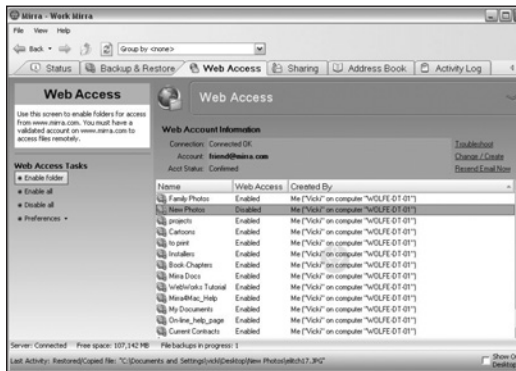 Mirra - Work Mirra
File View Help
Back Group by <none>
Status Backup & Restore Web Access Sharing Address Book Activity Log
Web Access
Use this screen to enable folders for access
from www.mirra.com. You must have a
validated account on www.mirra.com to
access files remotely.
Web Access Tasks
Enable folder
Enable all
Disable all
Preferences
Web Access
Web Account Information
Connection: Connected OK Troubleshoot
Account: friend@mirra.com Change / Create
Acct Status: Confirmed Resend Email Now
Name Web Access Created By
Family Photos Enabled Me ("Vicki" on computer "WOLFE-DT-01")
New Photos Disabled Me ("Vicki" on computer "WOLFE-DT-01")
projects Enabled Me ("Vicki" on computer "WOLFE-DT-01")
Cartoons Enabled Me ("Vicki" on computer "WOLFE-DT-01")
to print Enabled Me ("Vicki" on computer "WOLFE-DT-01")
Installers Enabled Me ("Vicki" on computer "WOLFE-DT-01")
Book-Chapters Enabled Me ("Vicki" on computer "WOLFE-DT-01")
Mirra Docs Enabled Me ("Vicki" on computer "WOLFE-DT-01")
WebWorks Tutorial Enabled Me ("Vicki" on computer "WOLFE-DT-01")
Mirra4Mac_Help Enabled Me ("Vicki" on computer "WOLFE-DT-01")
My Documents Enabled Me ("Vicki" on computer "WOLFE-DT-01")
On-line_help_page Enabled Me ("Vicki" on computer "WOLFE-DT-01")
Current Contracts Enabled Me ("Vicki" on computer "WOLFE-DT-01")
Server: Connected Free space: 107,142 MB File backups in progress: 1
Last Activity: Restored/Copied file: "C:\Documents and Settings\vicki\Desktop\New Photos\elitch17.JPG" Show O
Desktop